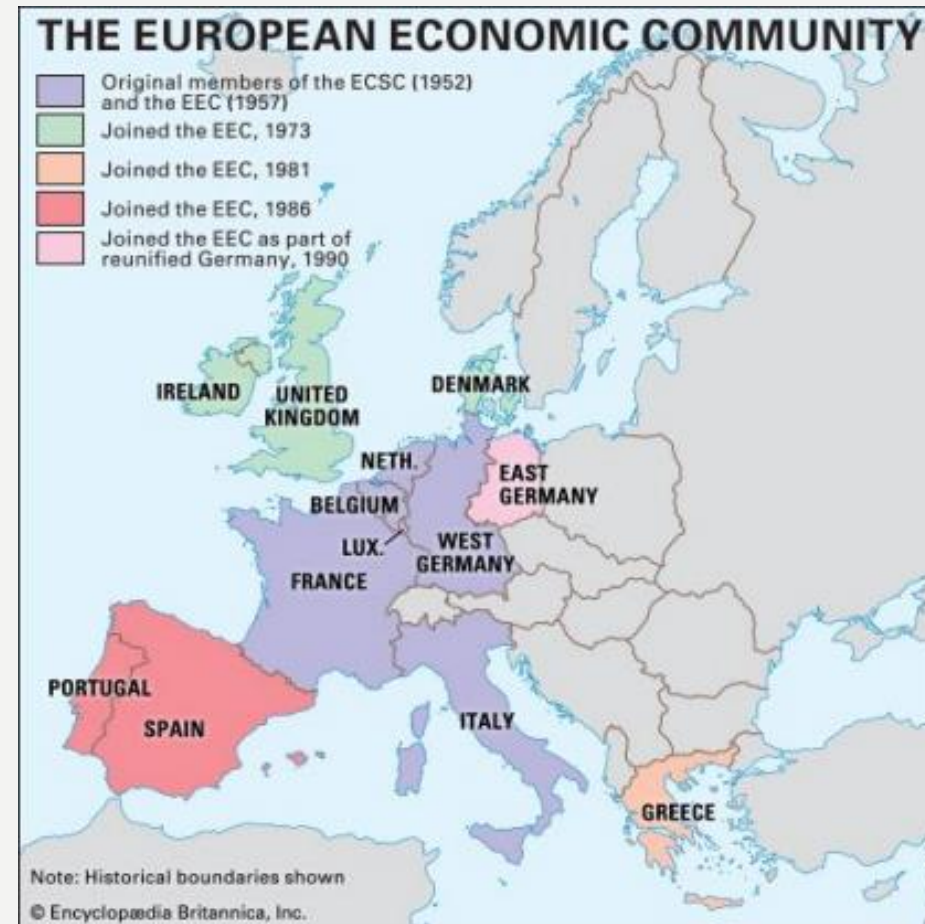 THE EUROPEAN ECONOMIC COMMUNITY
Original members of the ECSC (1952)
and the EEC (1957)
Joined the EEC, 1973
Joined the EEC, 1981
Joined the EEC, 1986
Joined the EEC as part of
reunified Germany, 1990
IRELAND
UNITED
KINGDOM
DENMARK
NETH.
EAST
GERMANY
BELGIUM
LUX.
WEST
GERMANY
FRANCE
PORTUGAL
SPAIN
ITALY
GREECE
Note: Historical boundaries shown
© Encyclopædia Britannica, Inc.